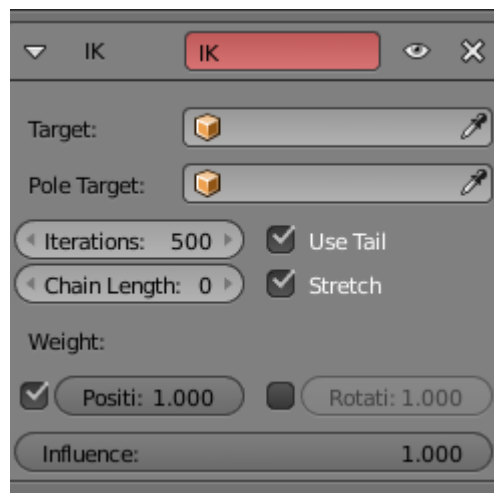 IK IK
Target:
Pole Target:
Iterations: 500 Use Tail
Chain Length: 0 Stretch
Weight:
Positi: 1.000 Rotati: 1.000
Influence: 1.000